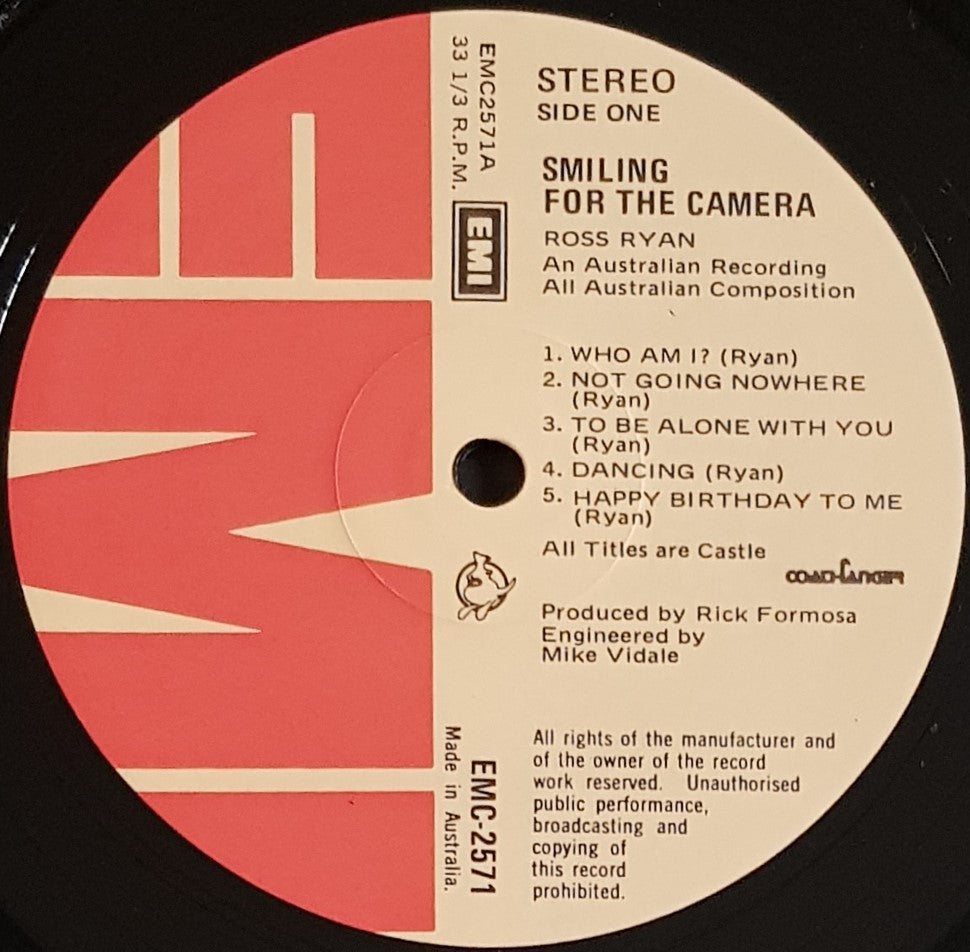 STEREO
SIDE ONE
SMILING
FOR THE CAMERA
ROSS RYAN
An Australian Recording
All Australian Composition
1. WHO AM I? (Ryan)
2. NOT GOING NOWHERE
(Ryan)
3. TO BE ALONE WITH YOU
(Ryan)
4. DANCING (Ryan)
5. HAPPY BIRTHDAY TO ME
(Ryan)
All Titles are Castle
Produced by Rick Formosa
Engineered by
Mike Vidale
All rights of the manufacturer and
of the owner of the record
work reserved. Unauthorised
public performance,
broadcasting and
copying of
this record
prohibited.
EMC2571A
33 1/3 R.P.M.
EMI
EMC-2571
Made in Australia.
EMI